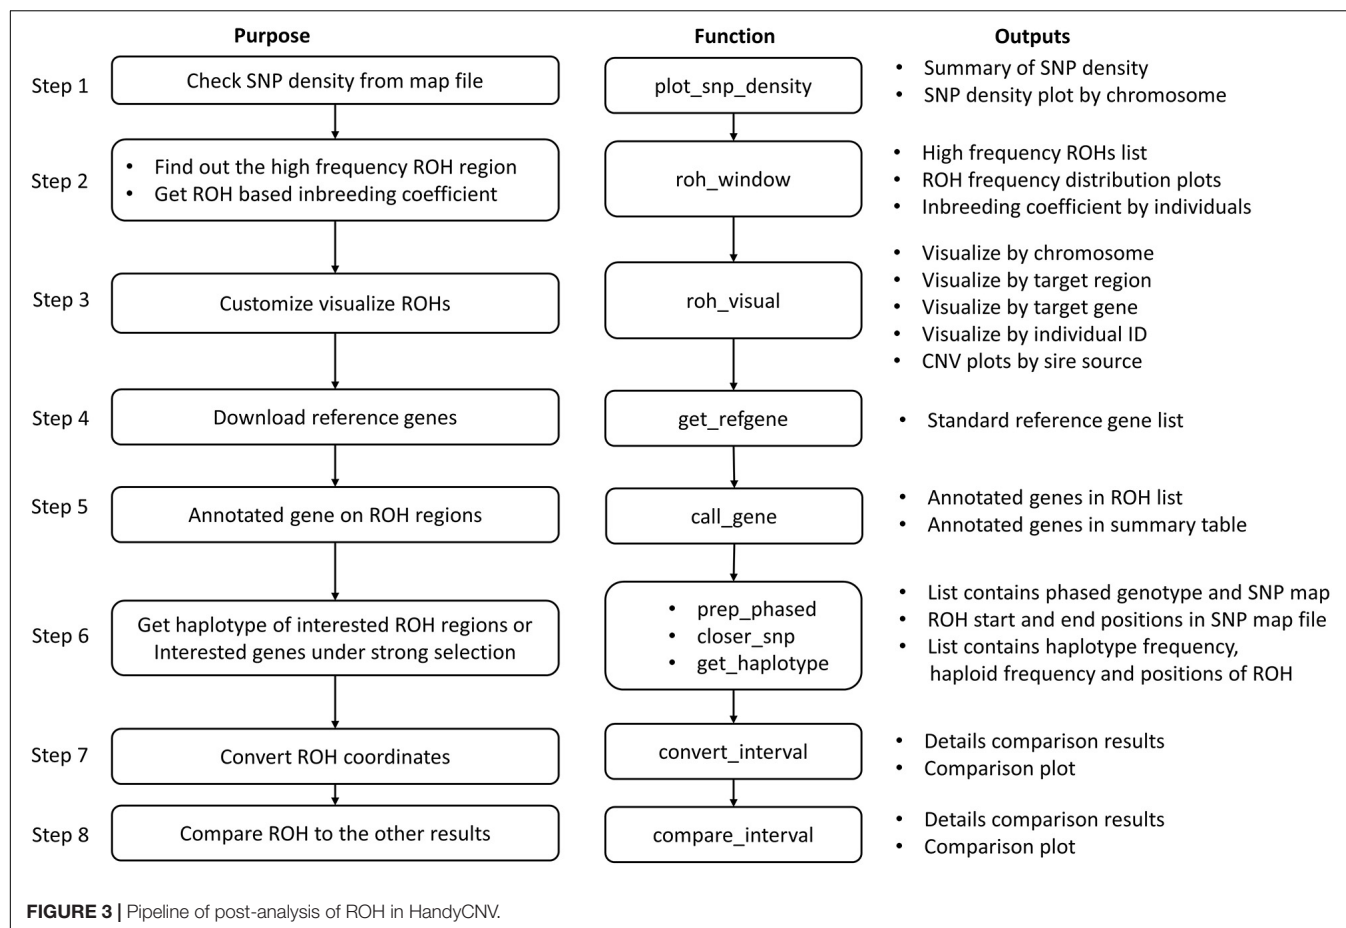 Purpose
Function
Outputs
Step 1
Check SNP density from map file
plot_snp_density
• Summary of SNP density
• SNP density plot by chromosome
Step 2
• Find out the high frequency ROH region
• Get ROH based inbreeding coefficient
roh_window
• High frequency ROHs list
• ROH frequency distribution plots
• Inbreeding coefficient by individuals
Step 3
Customize visualize ROHs
roh_visual
• Visualize by chromosome
• Visualize by target region
• Visualize by target gene
• Visualize by individual ID
• CNV plots by sire source
Step 4
Download reference genes
get_refgene
• Standard reference gene list
Step 5
Annotated gene on ROH regions
call_gene
• Annotated genes in ROH list
• Annotated genes in summary table
Step 6
Get haplotype of interested ROH regions or
Interested genes under strong selection
• prep_phased
• closer_snp
• get_haplotype
• List contains phased genotype and SNP map
• ROH start and end positions in SNP map file
• List contains haplotype frequency,
haploid frequency and positions of ROH
Step 7
Convert ROH coordinates
convert_interval
• Details comparison results
• Comparison plot
Step 8
Compare ROH to the other results
compare_interval
• Details comparison results
• Comparison plot
FIGURE 3 | Pipeline of post-analysis of ROH in HandyCNV.